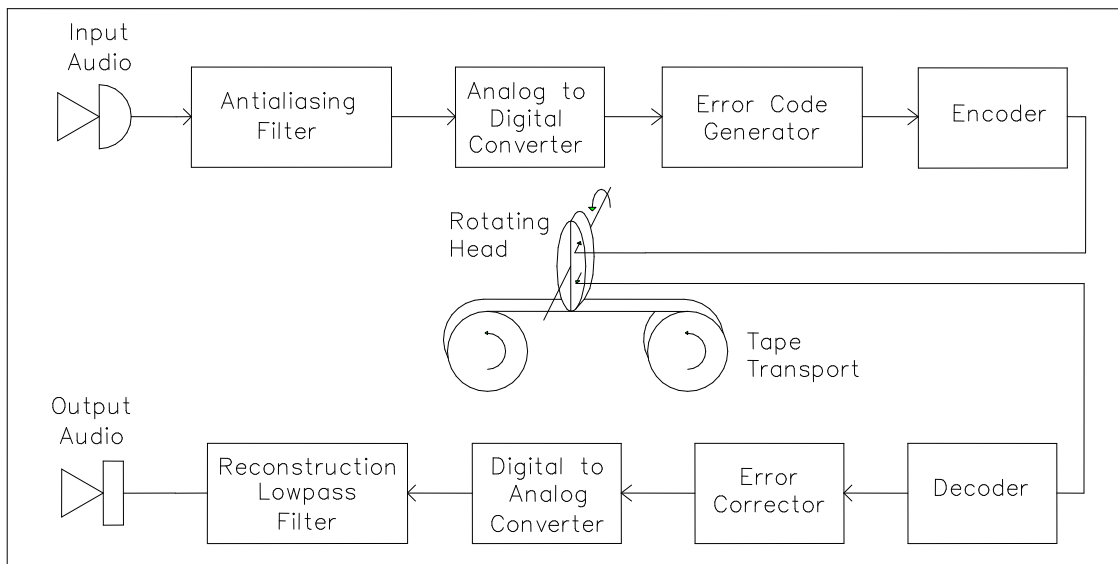 Input
Audio
Antialiasing
Filter
Analog to
Digital
Converter
Error Code
Generator
Encoder
Rotating
Head
Tape
Transport
Output
Audio
Reconstruction
Lowpass
Filter
Digital to
Analog
Converter
Error
Corrector
Decoder